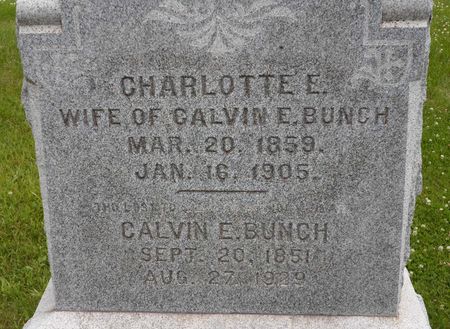 CHARLOTTE E.
WIFE OF CALVIN E. BUNCH
MAR. 20. 1859.
JAN. 16. 1905.
CALVIN E. BUNCH
SEPT. 20. 1851
AUG. 27. 1929